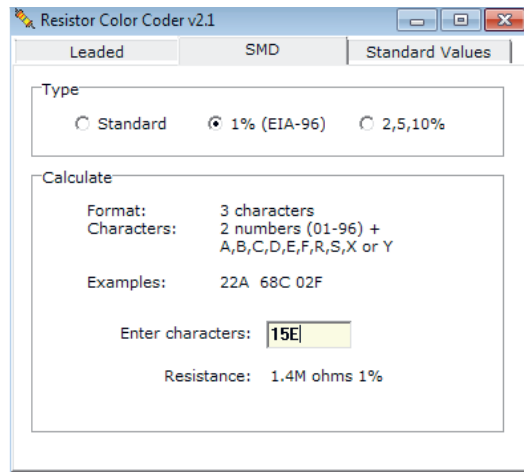 Resistor Color Coder v2.1
Leaded SMD Standard Values
Type
Standard 1% (EIA-96) 2,5,10%
Calculate
Format: 3 characters
Characters: 2 numbers (01-96) +
A,B,C,D,E,F,R,S,X or Y
Examples: 22A 68C 02F
Enter characters: 15E
Resistance: 1.4M ohms 1%